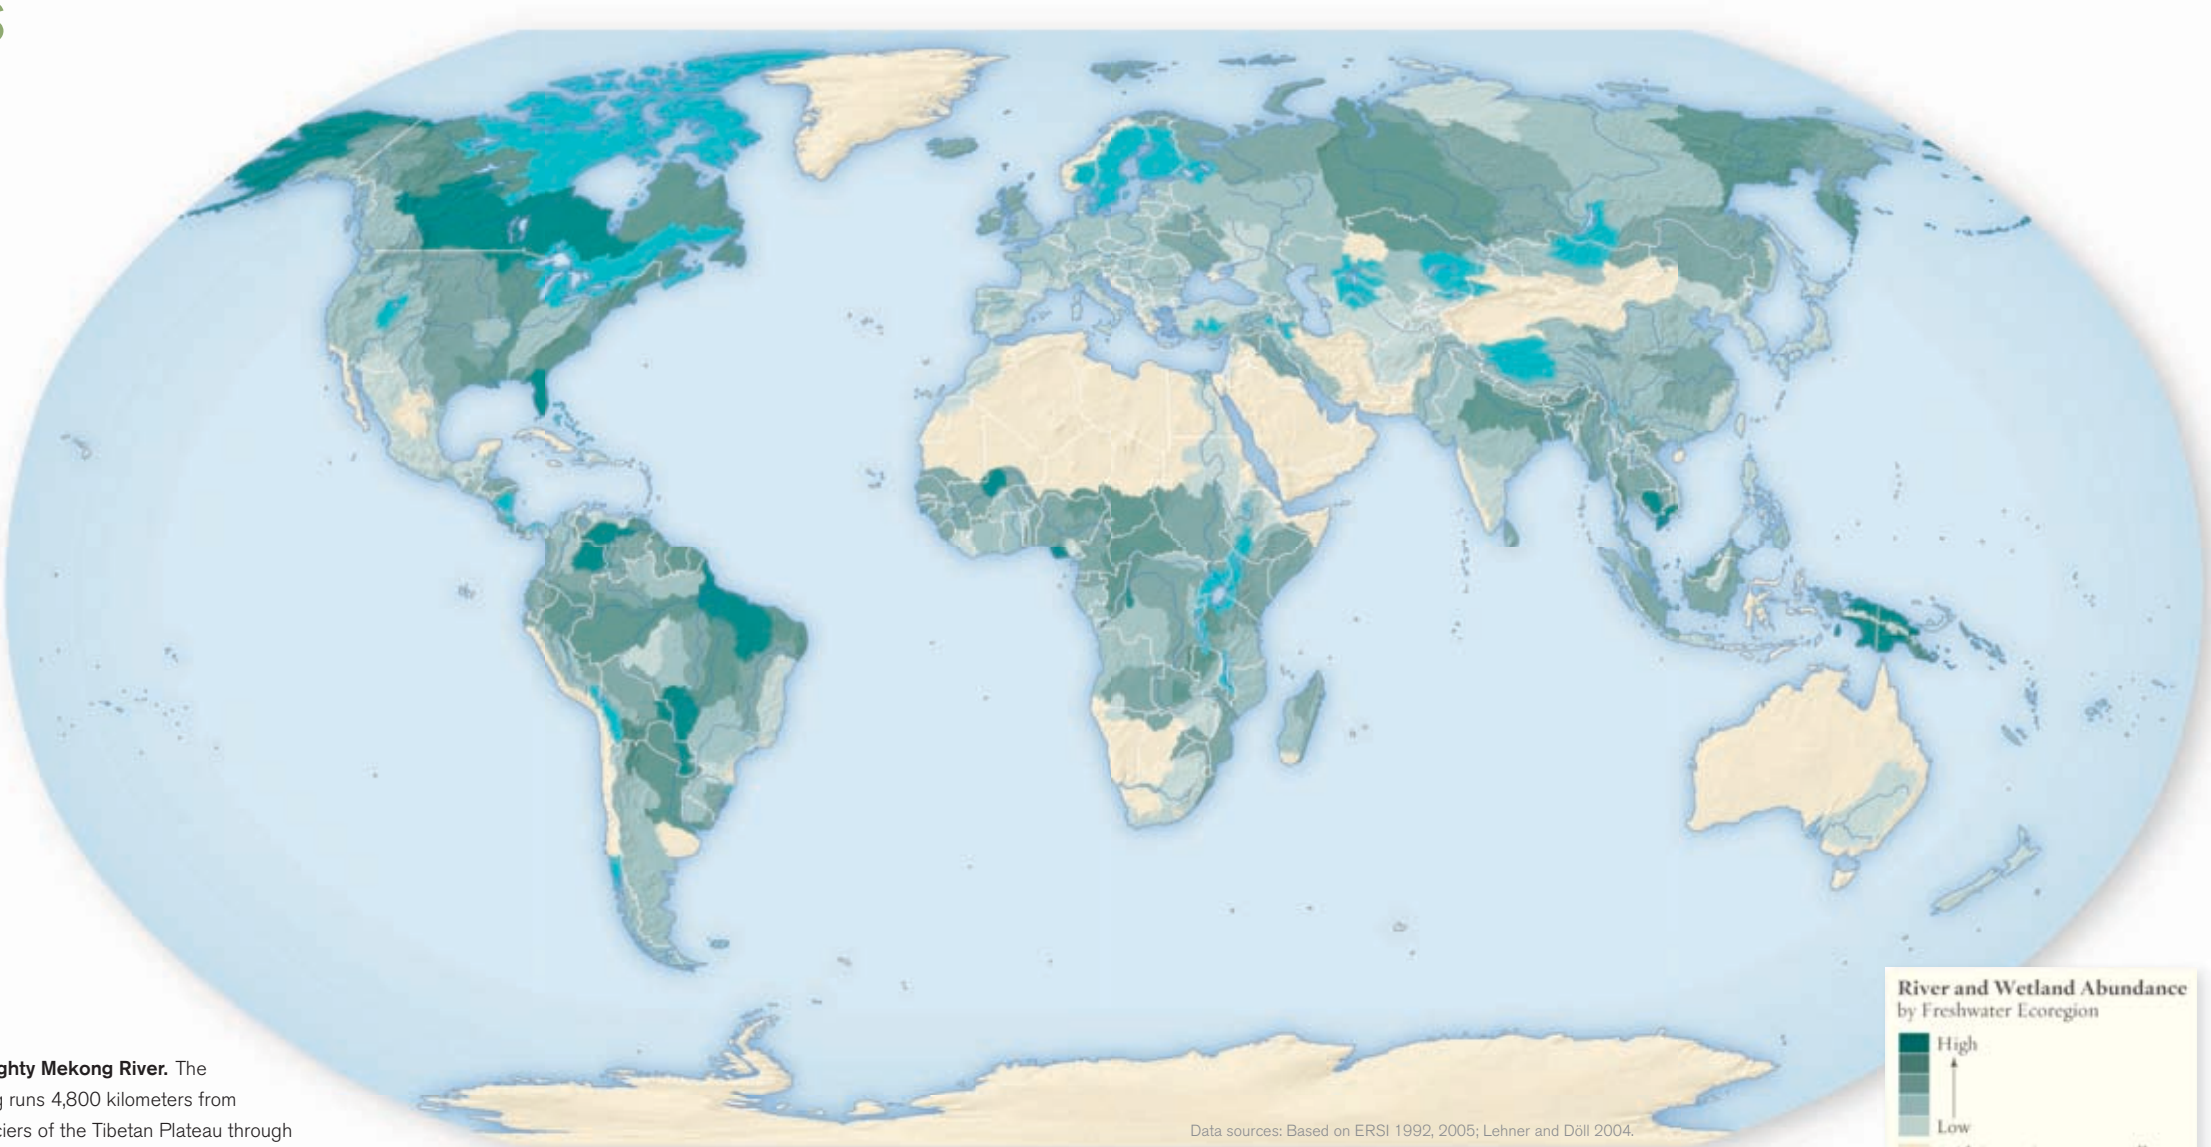 S
ghty Mekong River. The
g runs 4,800 kilometers from
ciers of the Tibetan Plateau through
Data sources: Based on ERSI 1992, 2005; Lehner and Döll 2004.
River and Wetland Abundance
by Freshwater Ecoregion
High
Low